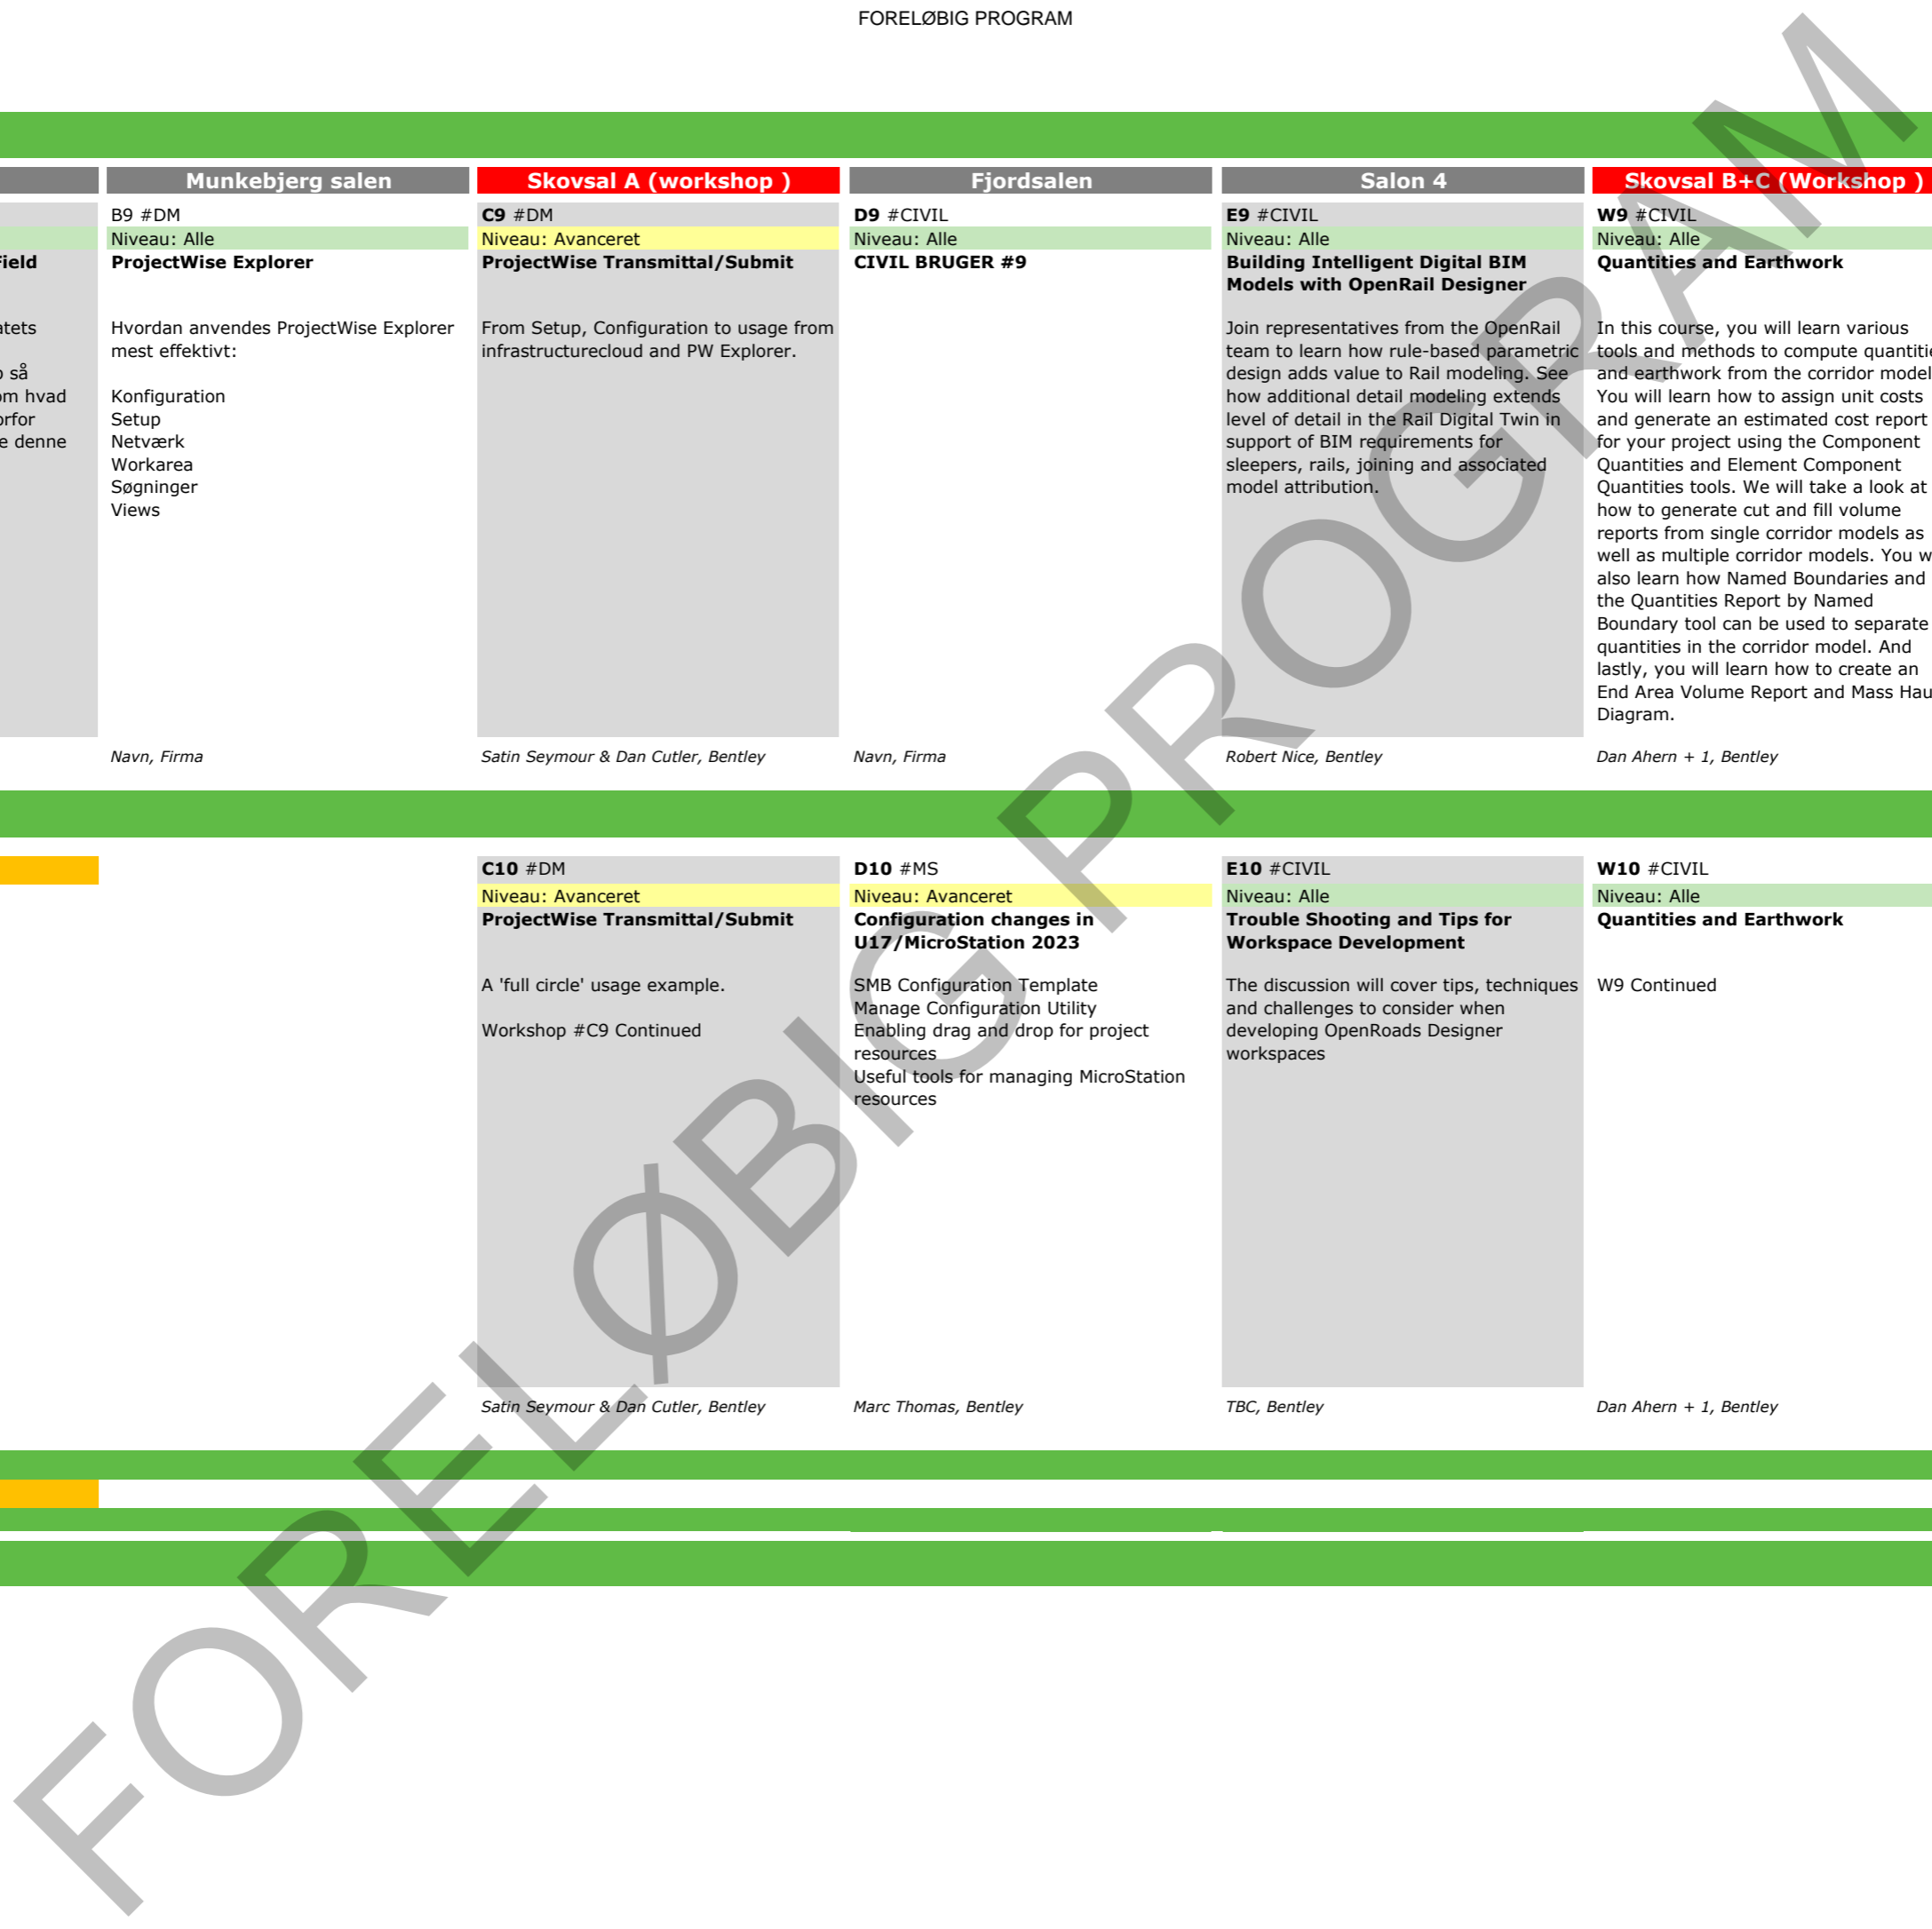 FORELØBIG PROGRAM
Munkebjerg salen
Skovsal A (workshop )
Fjordsalen
Salon 4
Skovsal B+C (Workshop )
ield
atets
o så
om hvad
orfor
e denne
B9 #DM
Niveau: Alle
ProjectWise Explorer
Hvordan anvendes ProjectWise Explorer
mest effektivt:
Konfiguration
Setup
Netværk
Workarea
Søgninger
Views
Navn, Firma
C9 #DM
Niveau: Avanceret
ProjectWise Transmittal/Submit
From Setup, Configuration to usage from
infrastructurecloud and PW Explorer.
Satin Seymour & Dan Cutler, Bentley
D9 #CIVIL
Niveau: Alle
CIVIL BRUGER #9
Navn, Firma
E9 #CIVIL
Niveau: Alle
Building Intelligent Digital BIM
Models with OpenRail Designer
Join representatives from the OpenRail
team to learn how rule-based parametric
design adds value to Rail modeling. See
how additional detail modeling extends
level of detail in the Rail Digital Twin in
support of BIM requirements for
sleepers, rails, joining and associated
model attribution.
Robert Nice, Bentley
W9 #CIVIL
Niveau: Alle
Quantities and Earthwork
In this course, you will learn various
tools and methods to compute quantitie
and earthwork from the corridor model
You will learn how to assign unit costs
and generate an estimated cost report
for your project using the Component
Quantities and Element Component
Quantities tools. We will take a look at
how to generate cut and fill volume
reports from single corridor models as
well as multiple corridor models. You w
also learn how Named Boundaries and
the Quantities Report by Named
Boundary tool can be used to separate
quantities in the corridor model. And
lastly, you will learn how to create an
End Area Volume Report and Mass Hau
Diagram.
Dan Ahern + 1, Bentley
C10 #DM
Niveau: Avanceret
ProjectWise Transmittal/Submit
A 'full circle' usage example.
Workshop #C9 Continued
Satin Seymour & Dan Cutler, Bentley
D10 #MS
Niveau: Avanceret
Configuration changes in
U17/MicroStation 2023
SMB Configuration Template
Manage Configuration Utility
Enabling drag and drop for project
resources
Useful tools for managing MicroStation
resources
Marc Thomas, Bentley
E10 #CIVIL
Niveau: Alle
Trouble Shooting and Tips for
Workspace Development
The discussion will cover tips, techniques
and challenges to consider when
developing OpenRoads Designer
workspaces
TBC, Bentley
W10 #CIVIL
Niveau: Alle
Quantities and Earthwork
W9 Continued
Dan Ahern + 1, Bentley
FORELØBIG PROGRAM